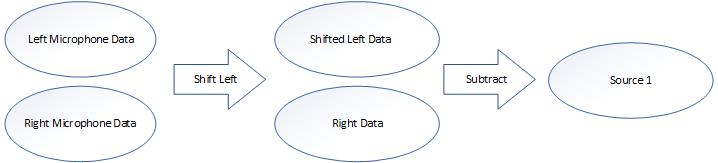 Left Microphone Data
Shifted Left Data
Shift Left
Subtract
Source 1
Right Microphone Data
Right Data